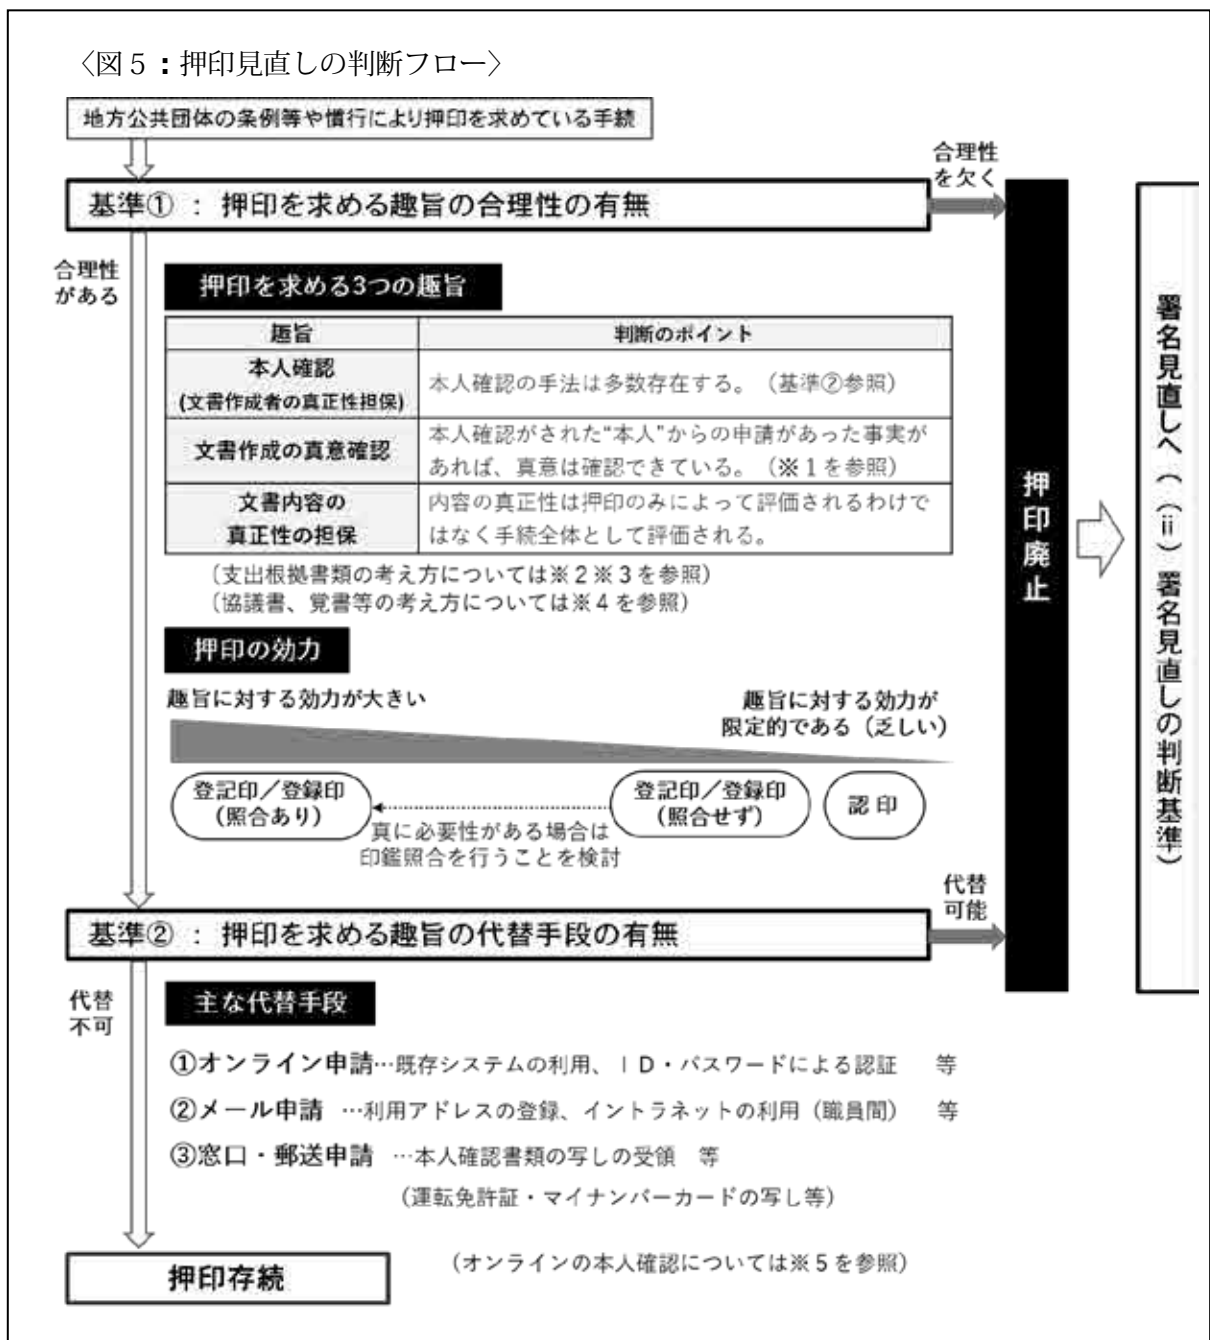 〈図5：押印見直しの判断フロー〉
地方公共団体の条例等や慣行により押印を求めている手続
合理性
を欠く
基準① ： 押印を求める趣旨の合理性の有無
合理性
がある
押印を求める3つの趣旨
趣旨
判断のポイント
本人確認
(文書作成者の真正性担保)
本人確認の手法は多数存在する。（基準②参照）
文書作成の真意確認
本人確認がされた“本人”からの申請があった事実が
あれば、真意は確認できている。（※1を参照）
文書内容の
真正性の担保
内容の真正性は押印のみによって評価されるわけで
はなく手続全体として評価される。
（支出根拠書類の考え方については※2※3を参照）
（協議書、覚書等の考え方については※4を参照）
押印の効力
趣旨に対する効力が大きい
趣旨に対する効力が
限定的である（乏しい）
登記印／登録印
（照合あり）
登記印／登録印
（照合せず）
認 印
真に必要性がある場合は
印鑑照合を行うことを検討
代替
可能
基準② ： 押印を求める趣旨の代替手段の有無
代替
不可
主な代替手段
①オンライン申請…既存システムの利用、ＩＤ・パスワードによる認証　等
②メール申請 …利用アドレスの登録、イントラネットの利用（職員間）　等
③窓口・郵送申請 …本人確認書類の写しの受領　等
（運転免許証・マイナンバーカードの写し等）
（オンラインの本人確認については※5を参照）
押印存続
押印廃止
署名見直しへ（（ⅱ）署名見直しの判断基準）